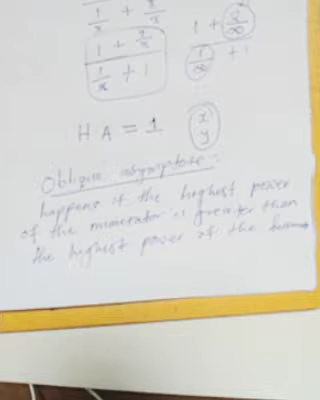 1/x + x/x
1 + 2/x
1/x + 1
1 + 2/∞
1/∞ + 1
H A = 1
x
y
Oblique asymptote:
happens if the highest power
of the numerator is greater than
the highest power of the